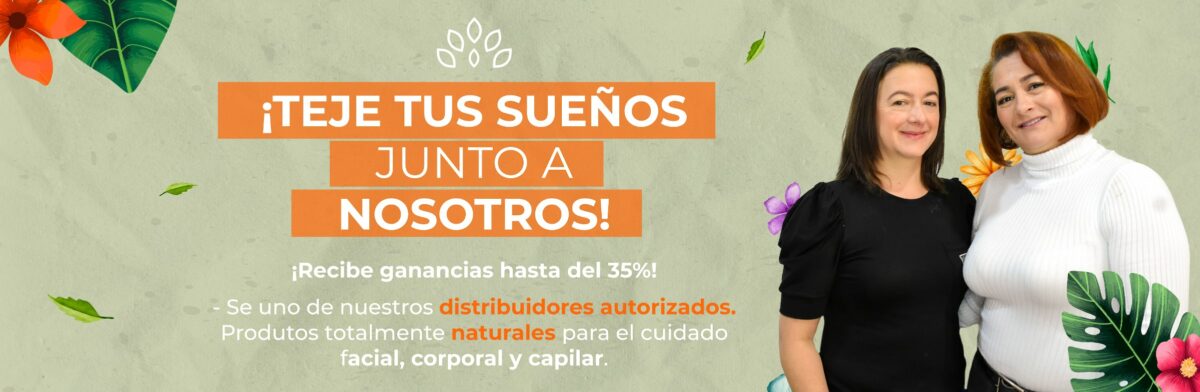 ¡TEJE TUS SUEÑOS
JUNTO A
NOSOTROS!
¡Recibe ganancias hasta del 35%!
- Se uno de nuestros distribuidores autorizados.
Produtos totalmente naturales para el cuidado
facial, corporal y capilar.